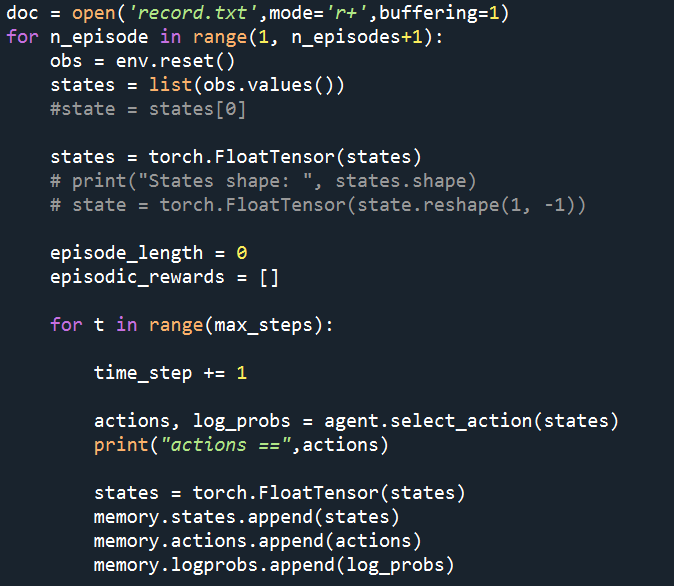 doc = open('record.txt',mode='r+',buffering=1)
for n_episode in range(1, n_episodes+1):
    obs = env.reset()
    states = list(obs.values())
    #state = states[0]

    states = torch.FloatTensor(states)
    # print("States shape: ", states.shape)
    # state = torch.FloatTensor(state.reshape(1, -1))

    episode_length = 0
    episodic_rewards = []

    for t in range(max_steps):

        time_step += 1

        actions, log_probs = agent.select_action(states)
        print("actions ==",actions)

        states = torch.FloatTensor(states)
        memory.states.append(states)
        memory.actions.append(actions)
        memory.logprobs.append(log_probs)